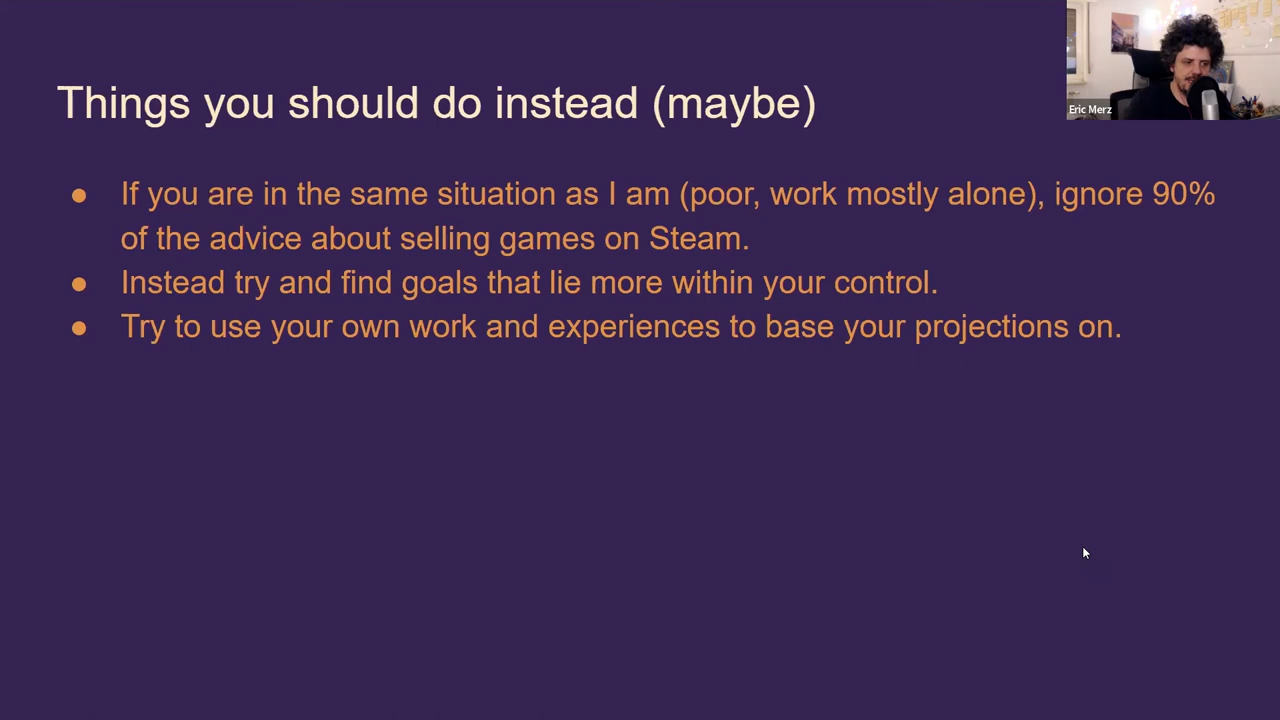 Things you should do instead (maybe)
Eric Merz
● If you are in the same situation as I am (poor, work mostly alone), ignore 90%
of the advice about selling games on Steam.
● Instead try and find goals that lie more within your control.
● Try to use your own work and experiences to base your projections on.